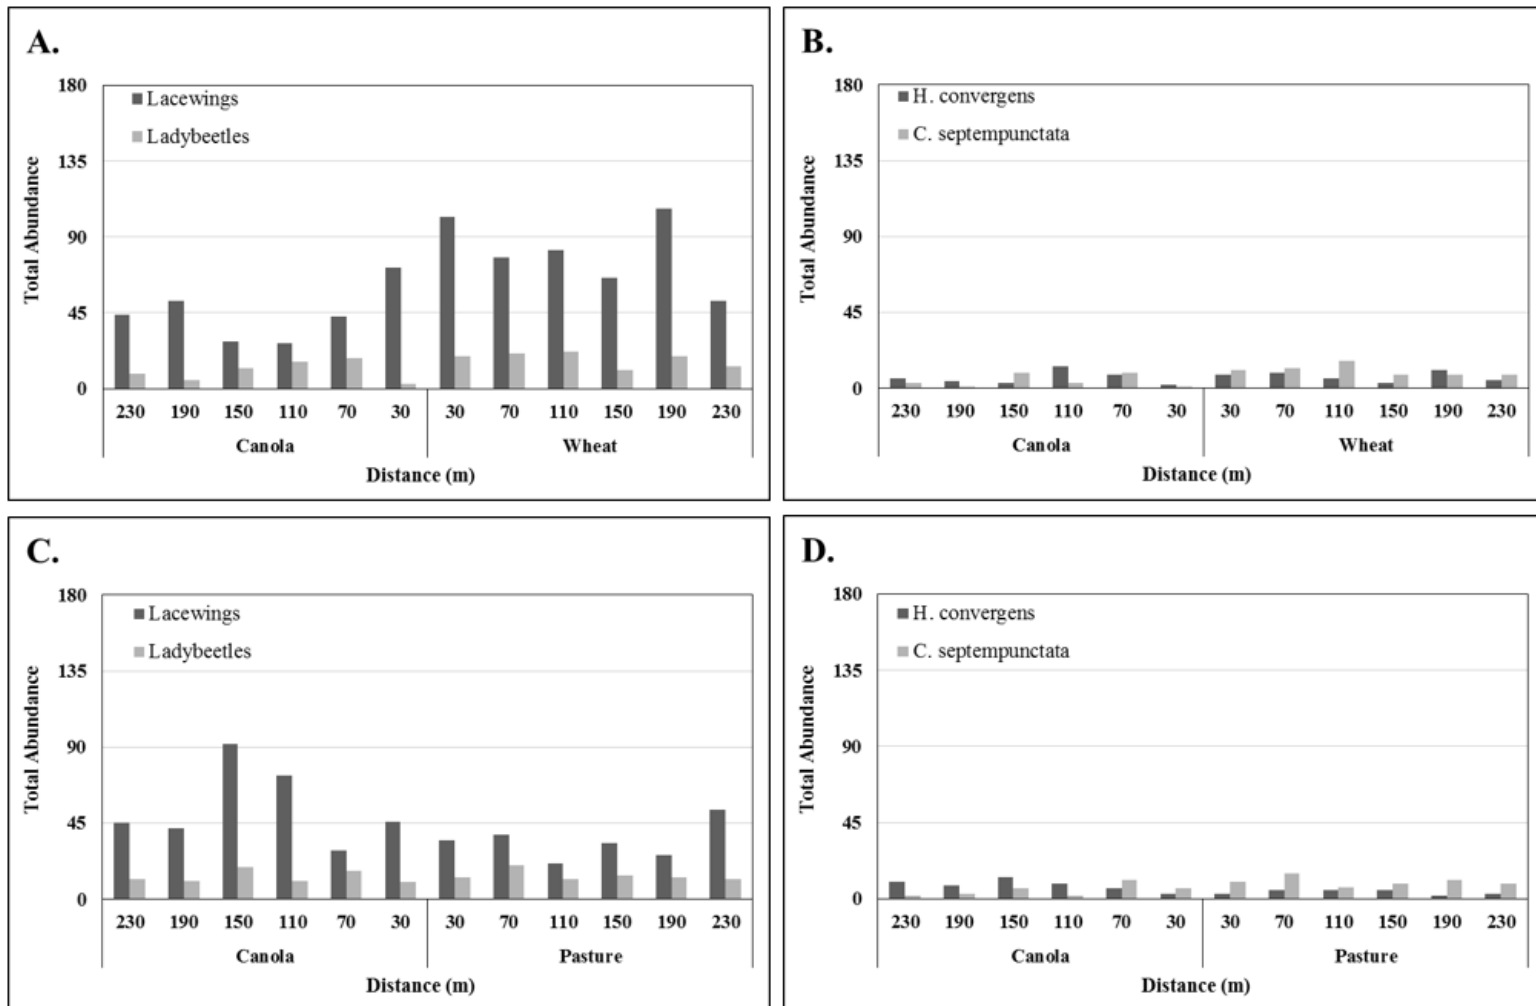 A.
180
135
90
45
0
Total Abundance
Lacewings
Ladybeetles
230 190 150 110 70 30 30 70 110 150 190 230
Canola Wheat
Distance (m)
B.
180
135
90
45
0
Total Abundance
H. convergens
C. septempunctata
230 190 150 110 70 30 30 70 110 150 190 230
Canola Wheat
Distance (m)
C.
180
135
90
45
0
Total Abundance
Lacewings
Ladybeetles
230 190 150 110 70 30 30 70 110 150 190 230
Canola Pasture
Distance (m)
D.
180
135
90
45
0
Total Abundance
H. convergens
C. septempunctata
230 190 150 110 70 30 30 70 110 150 190 230
Canola Pasture
Distance (m)